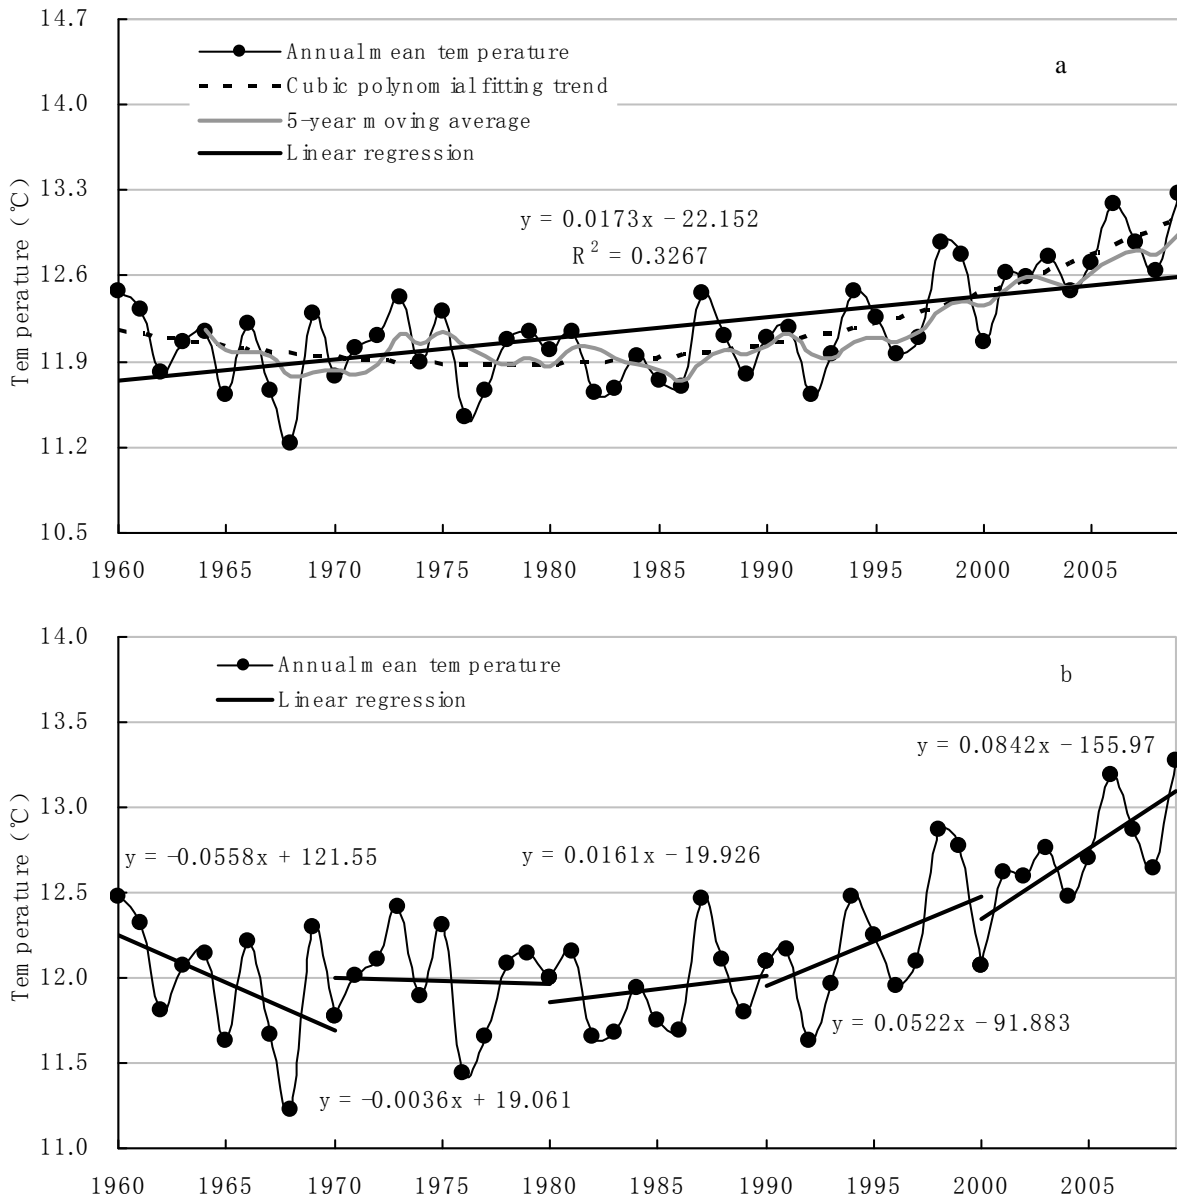 14.7
Annual mean temperature
a
Cubic polynomial fitting trend
14.0
5-year moving average
Linear regression
13.3
y = 0.0173x − 22.152
R² = 0.3267
12.6
11.9
11.2
10.5
Temperature (℃)
1960 1965 1970 1975 1980 1985 1990 1995 2000 2005
14.0
Annual mean temperature
b
Linear regression
13.5
y = 0.0842x − 155.97
13.0
y = -0.0558x + 121.55
y = 0.0161x − 19.926
12.5
12.0
y = 0.0522x − 91.883
11.5
y = -0.0036x + 19.061
11.0
Temperature (℃)
1960 1965 1970 1975 1980 1985 1990 1995 2000 2005